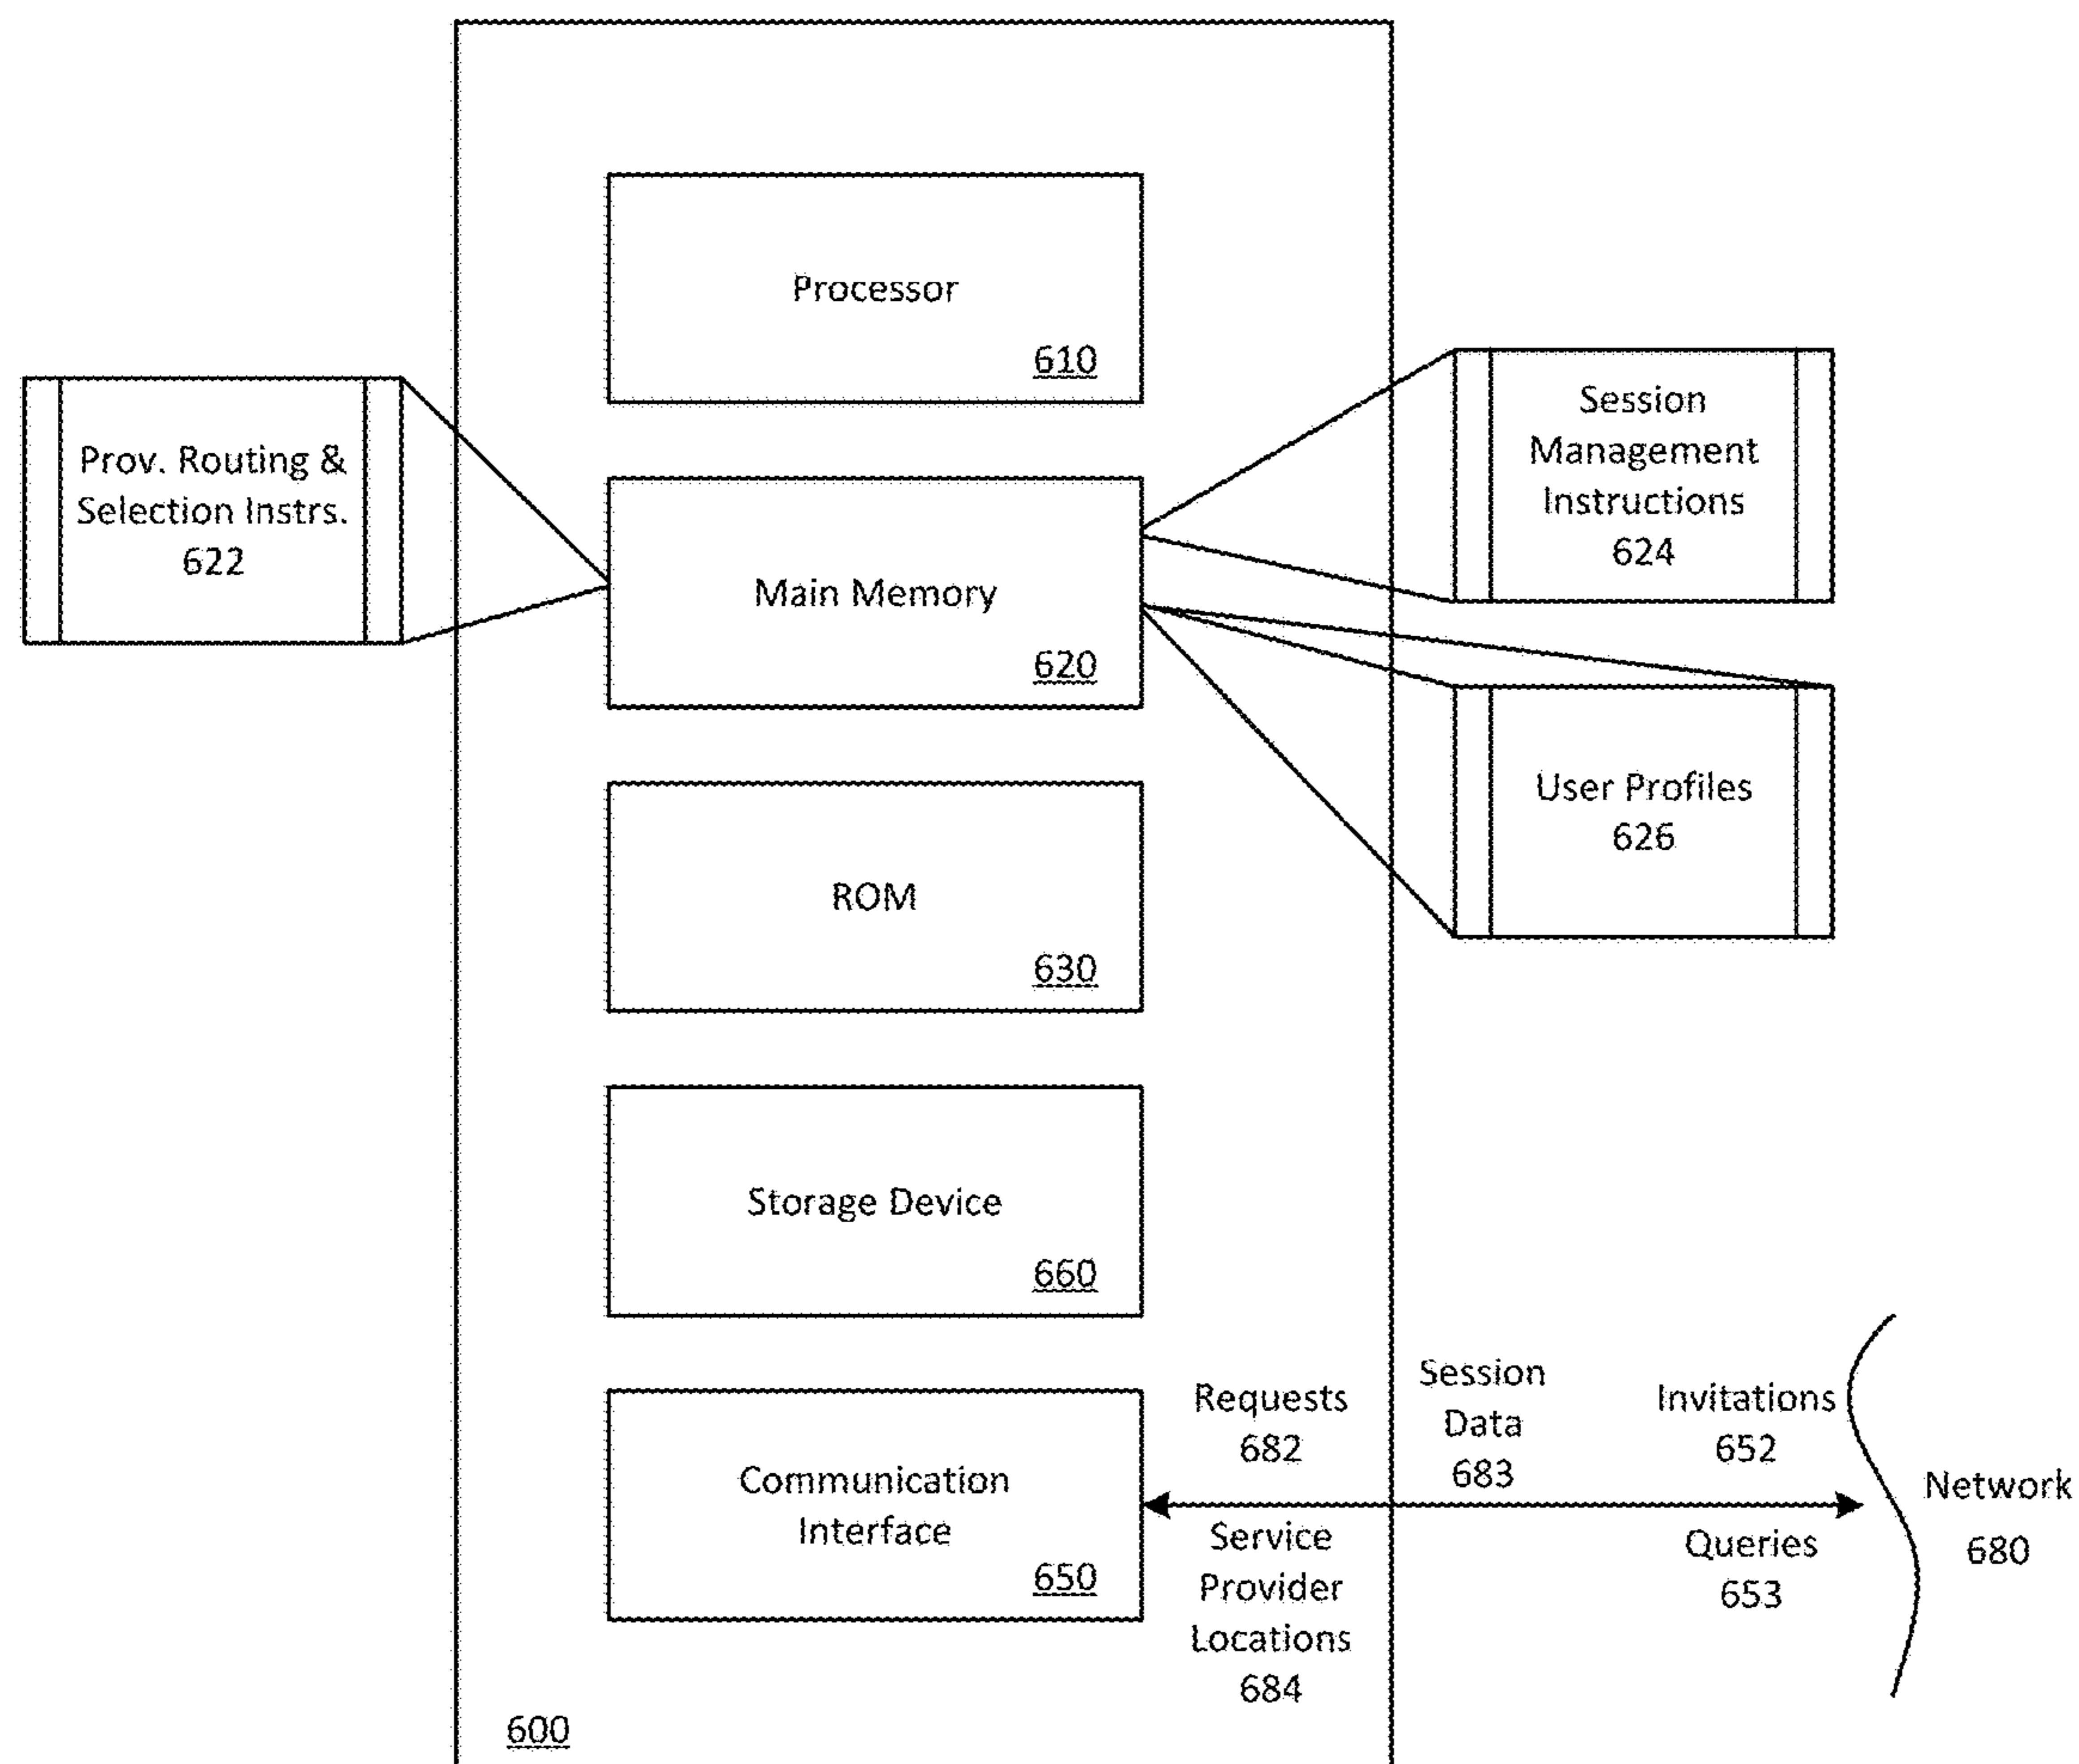 Processor
610
Prov. Routing &
Selection Instrs.
622
Main Memory
620
Session
Management
Instructions
624
User Profiles
626
ROM
630
Storage Device
660
Communication
Interface
650
Requests
682
Session
Data
683
Invitations
652
Service
Provider
Locations
684
Queries
653
Network
680
600